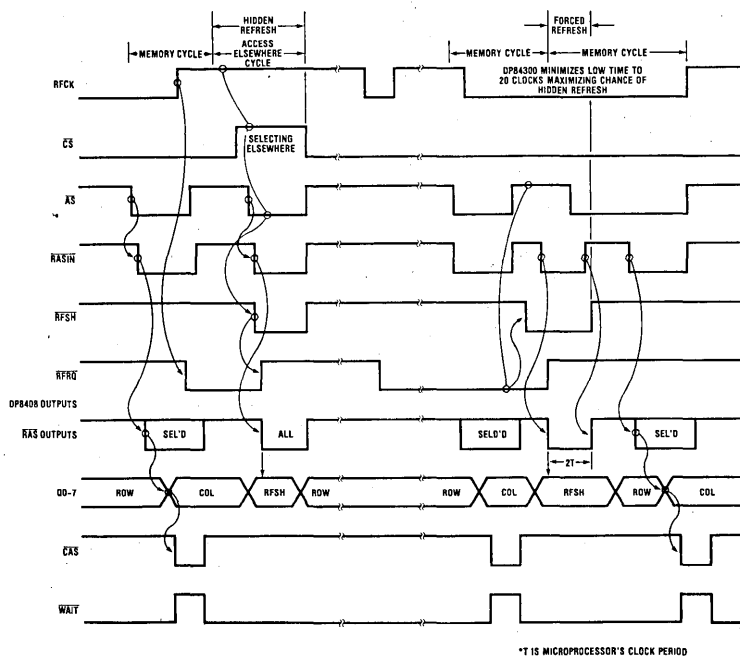 HIDDEN
REFRESH
FORCED
REFRESH
MEMORY CYCLE
ACCESS
ELSEWHERE
CYCLE
MEMORY CYCLE
MEMORY CYCLE
RFCK
DP84300 MINIMIZES LOW TIME TO
20 CLOCKS MAXIMIZING CHANCE OF
HIDDEN REFRESH
CS
SELECTING
ELSEWHERE
AS
RASIN
RFSH
RFRQ
DP8408 OUTPUTS
RAS OUTPUTS
SEL'D
ALL
SELD'D
SEL'D
2T
Q0-7
ROW
COL
RFSH
ROW
ROW
COL
RFSH
ROW
COL
CAS
WAIT
*T IS MICROPROCESSOR'S CLOCK PERIOD